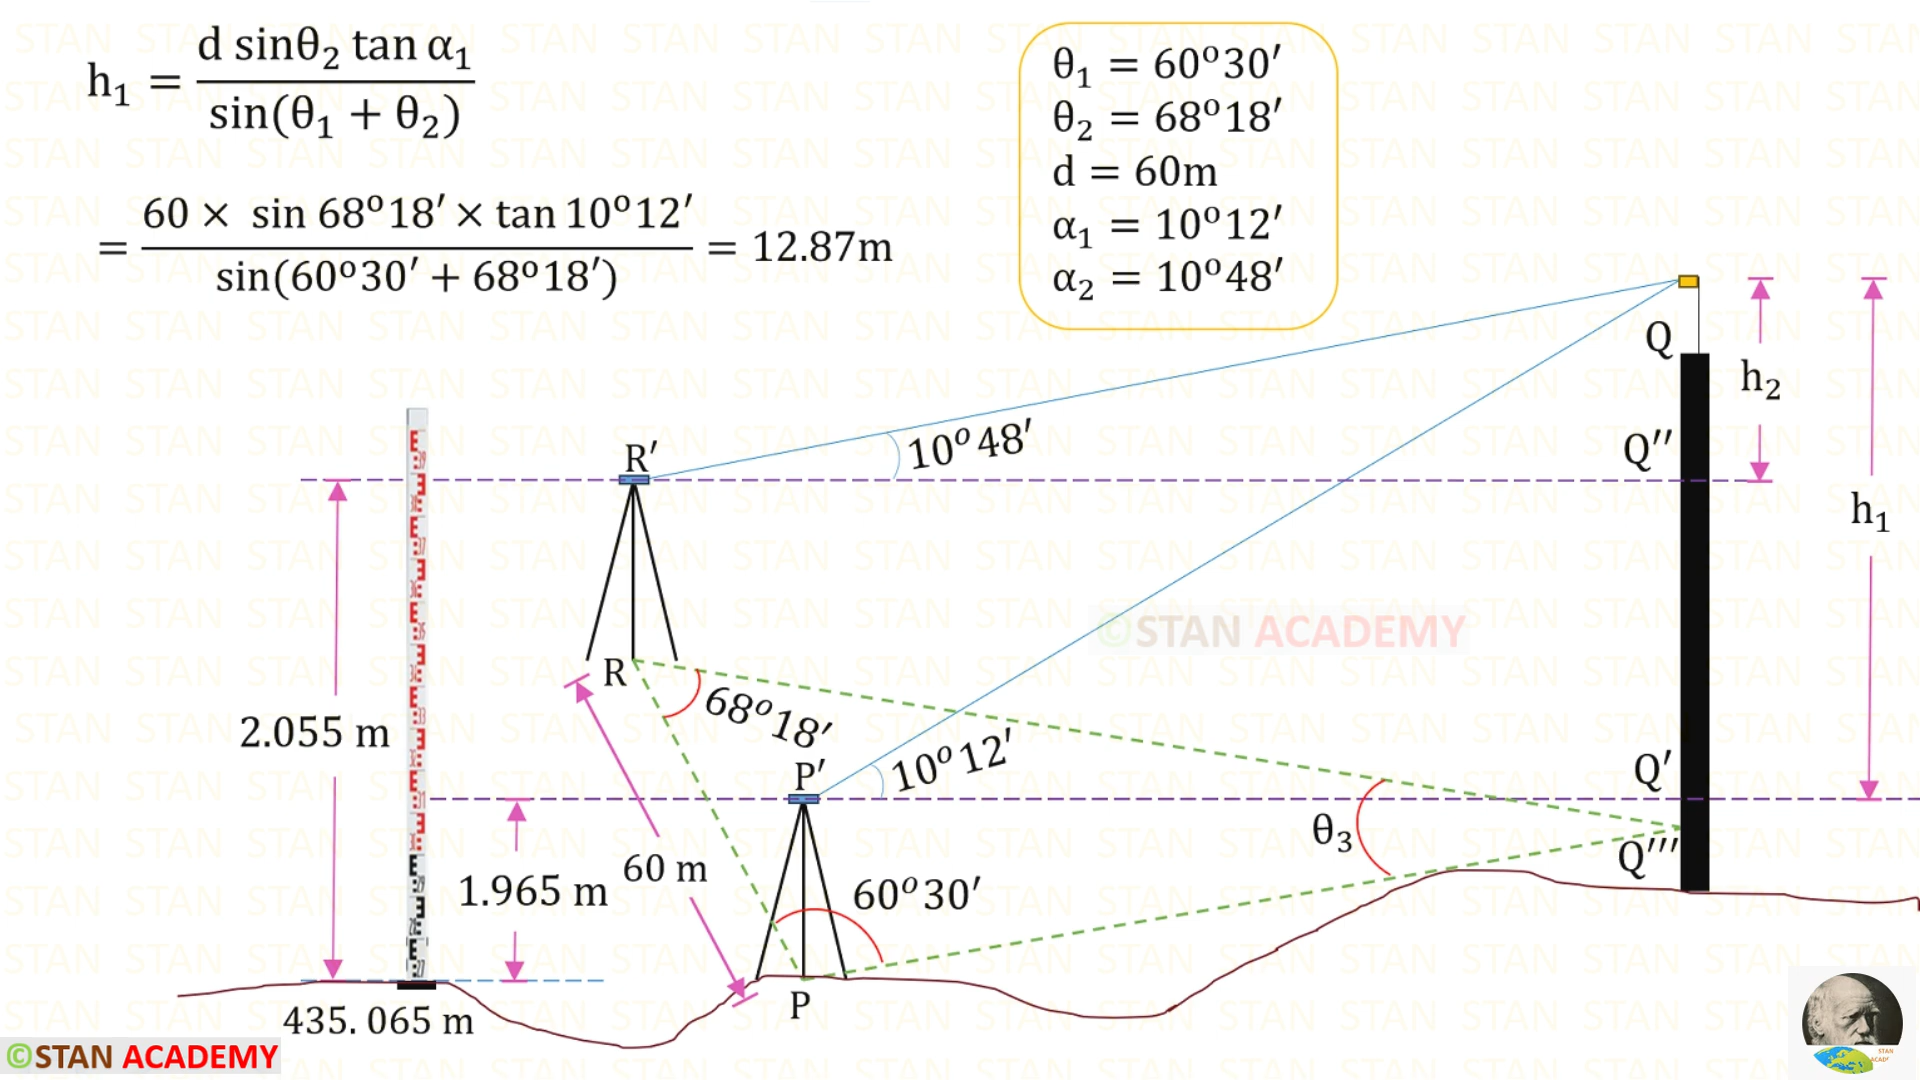 h₁ = d sinθ₂ tan α₁ / sin(θ₁ + θ₂)
= 60 × sin 68°18′ × tan 10°12′ / sin(60°30′ + 68°18′) = 12.87m
θ₁ = 60°30′
θ₂ = 68°18′
d = 60m
α₁ = 10°12′
α₂ = 10°48′
Q
h₂
R′
10°48′
Q′′
h₁
©STAN ACADEMY
R
68°18′
2.055 m
P′
10°12′
Q′
θ₃
Q′′′
60 m
1.965 m
60°30′
P
435. 065 m
©STAN ACADEMY